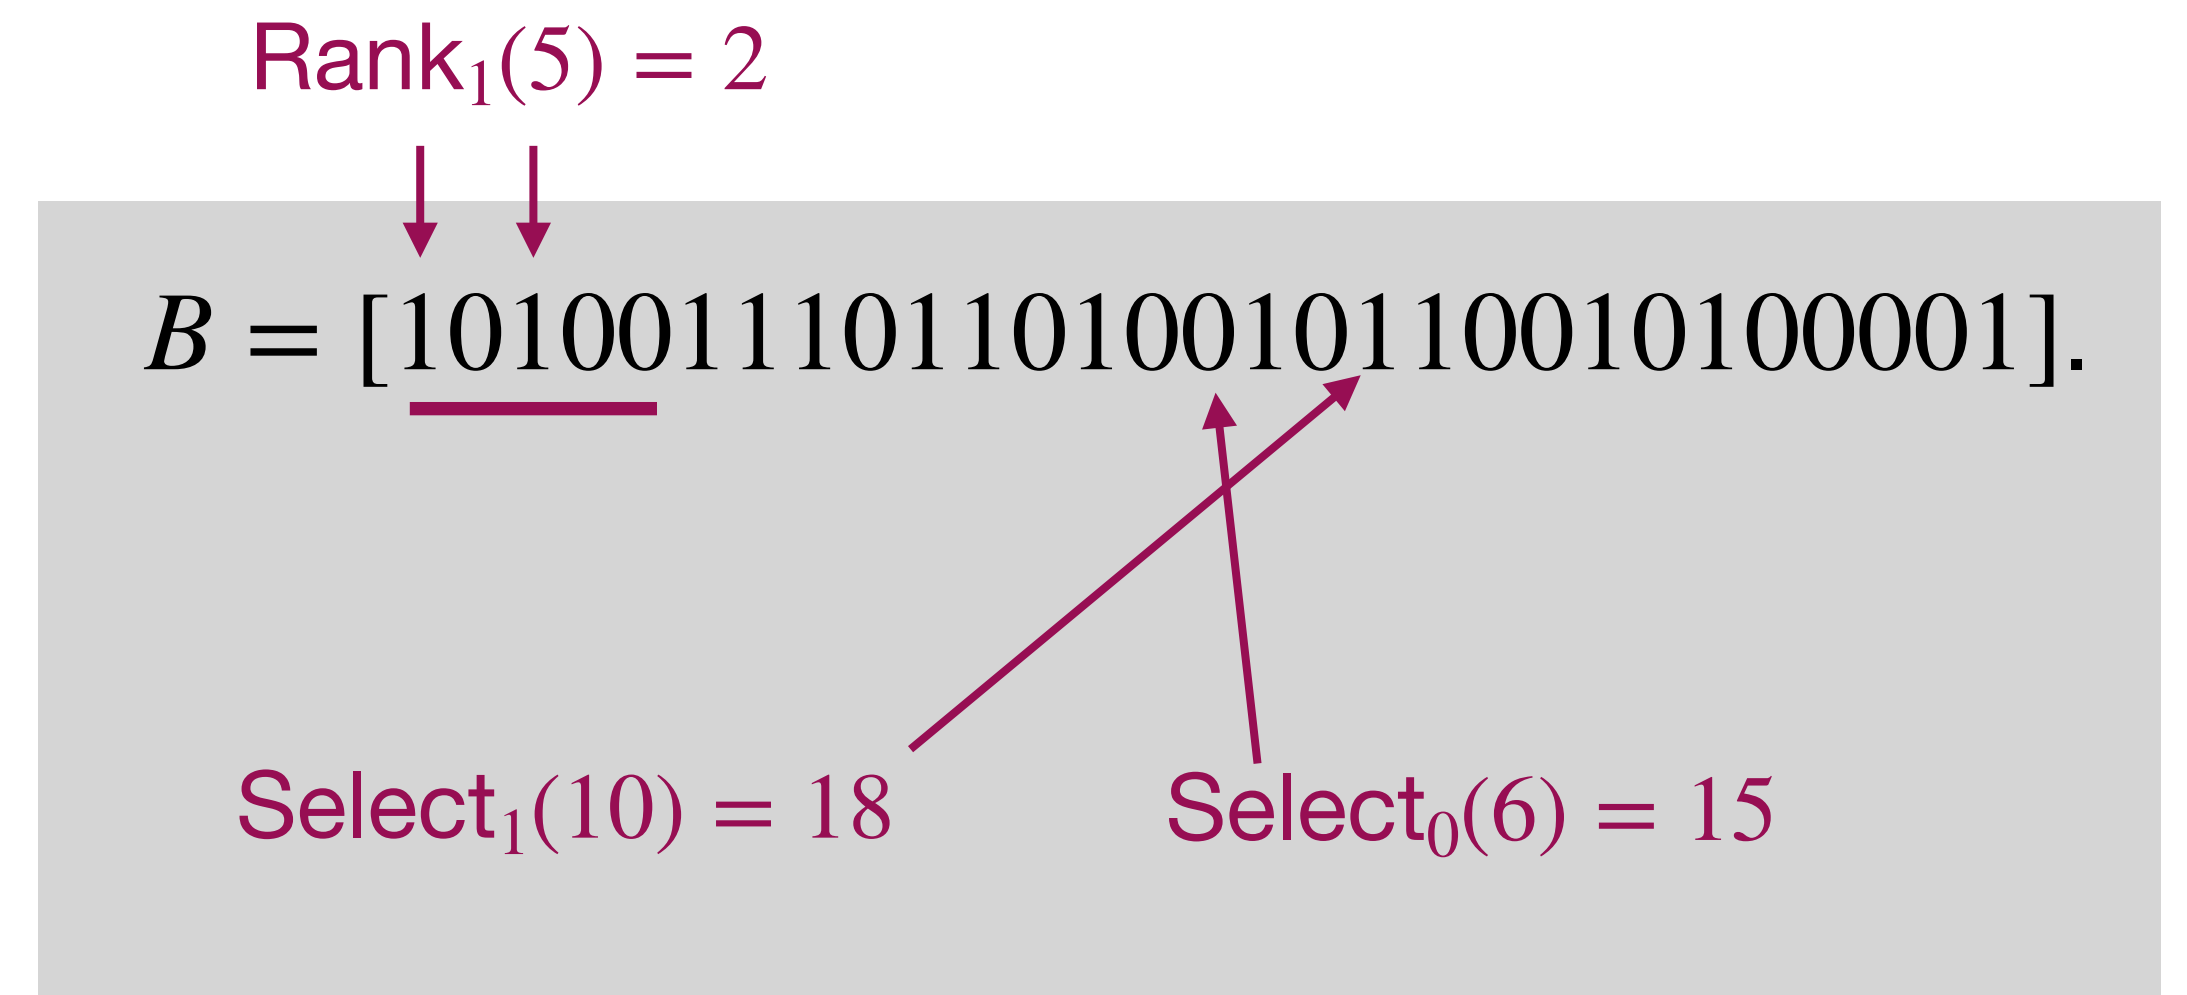 Rank₁(5) = 2
B = [10100111011010010110010100001].
Select₁(10) = 18 Select₀(6) = 15